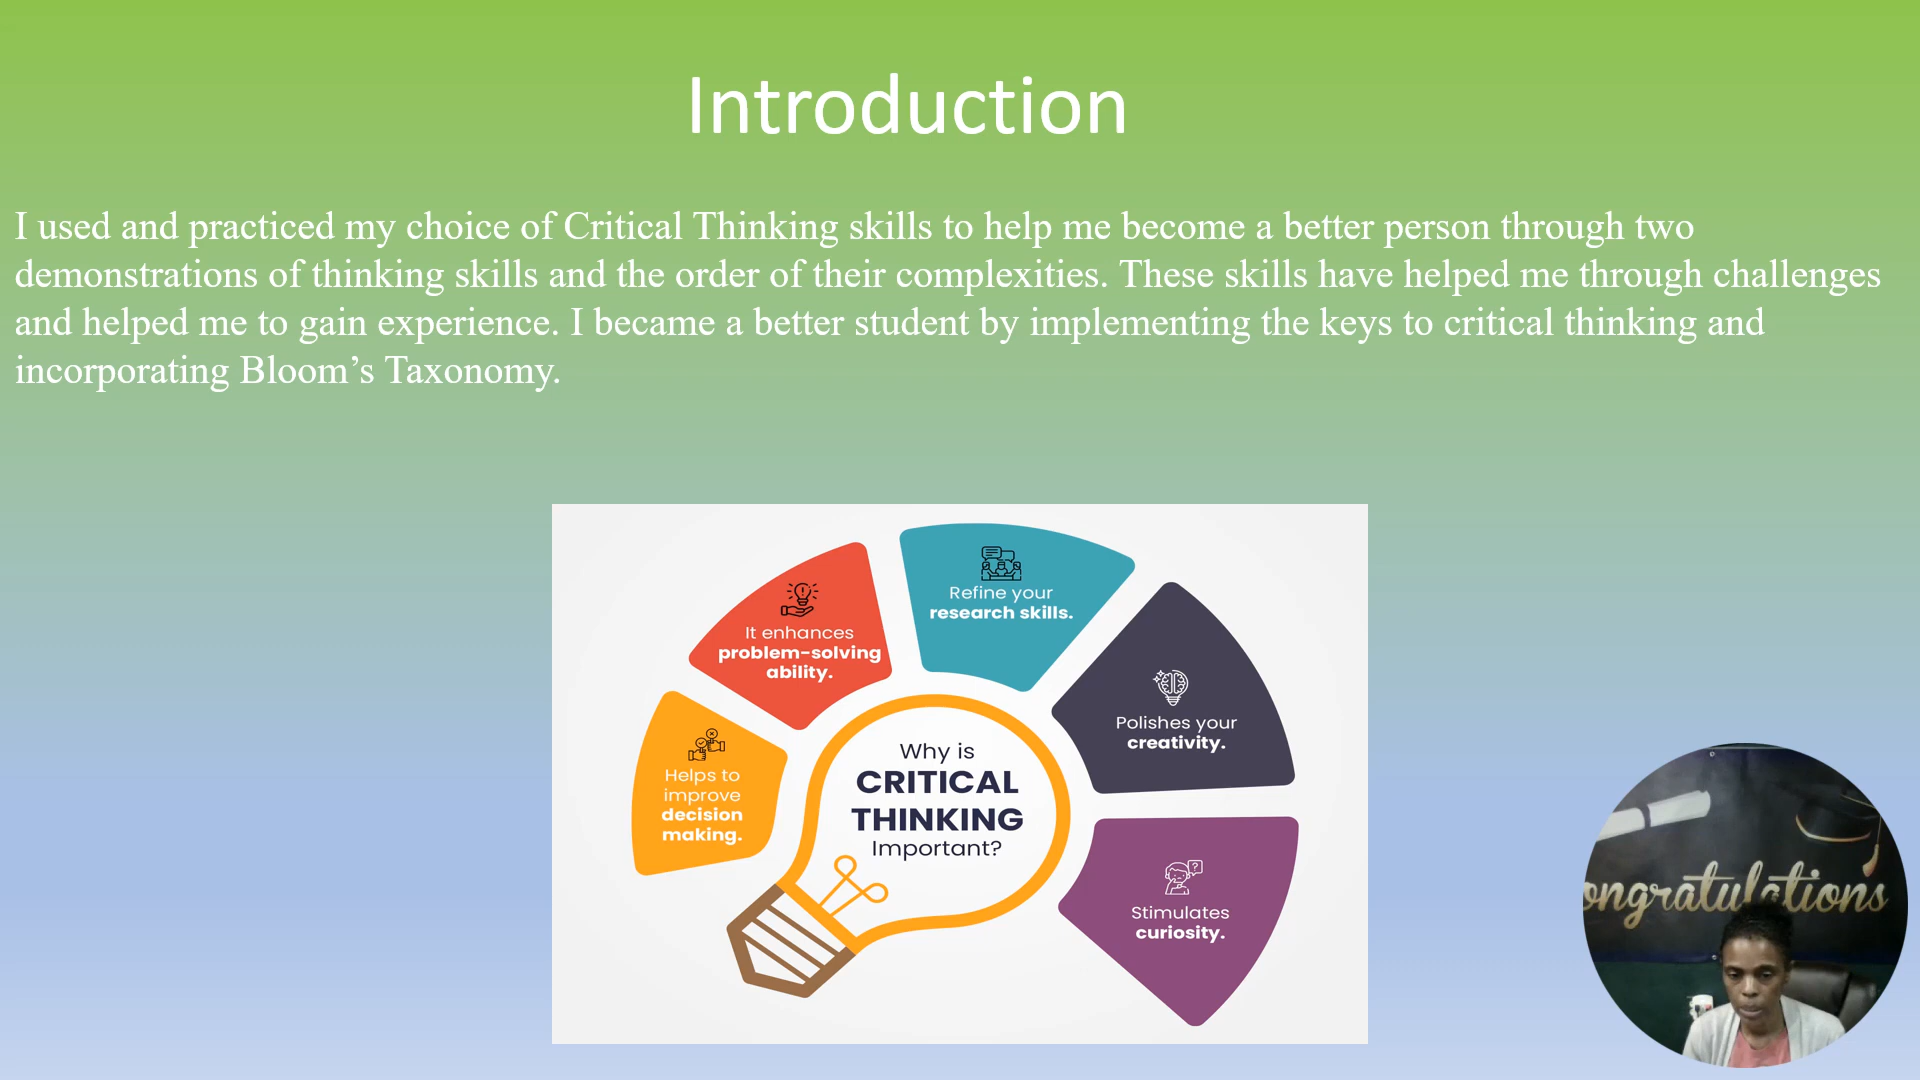 Introduction
I used and practiced my choice of Critical Thinking skills to help me become a better person through two
demonstrations of thinking skills and the order of their complexities. These skills have helped me through challenges
and helped me to gain experience. I became a better student by implementing the keys to critical thinking and
incorporating Bloom’s Taxonomy.
Helps to
improve
decision
making.
It enhances
problem-solving
ability.
Refine your
research skills.
Polishes your
creativity.
Stimulates
curiosity.
Why is
CRITICAL
THINKING
Important?
ongratulations